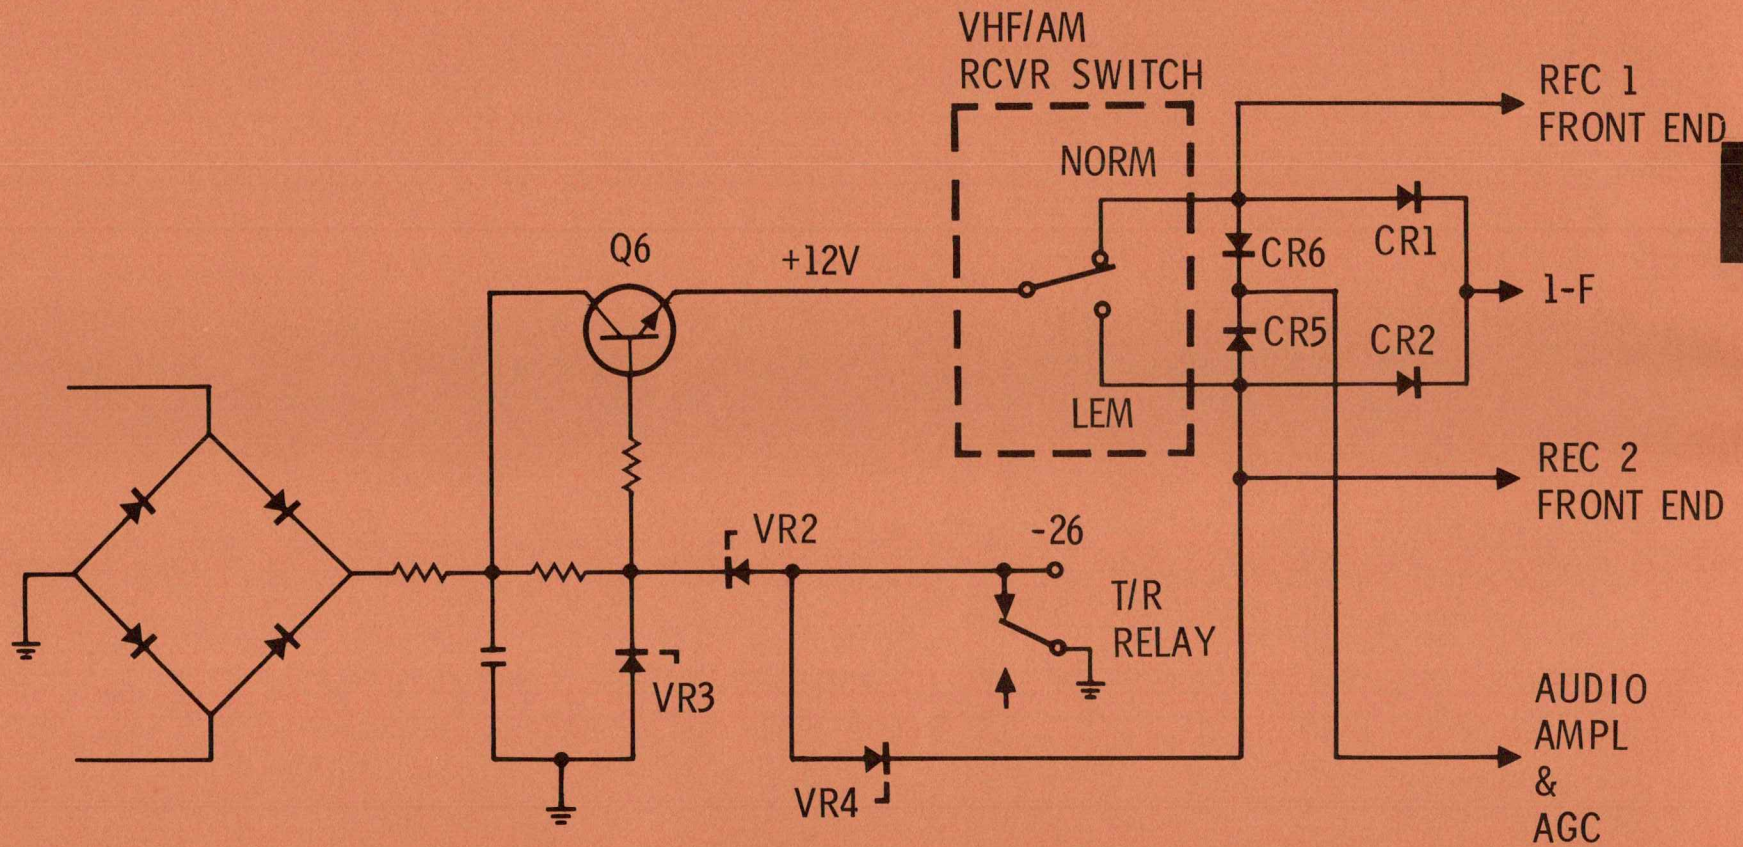 VHF/AM
RCVR SWITCH
REC 1
FRONT END
NORM
Q6
+12V
CR6
CR1
1-F
CR5
CR2
LEM
REC 2
FRONT END
VR2
-26
T/R
RELAY
VR3
VR4
AUDIO
AMPL
&
AGC